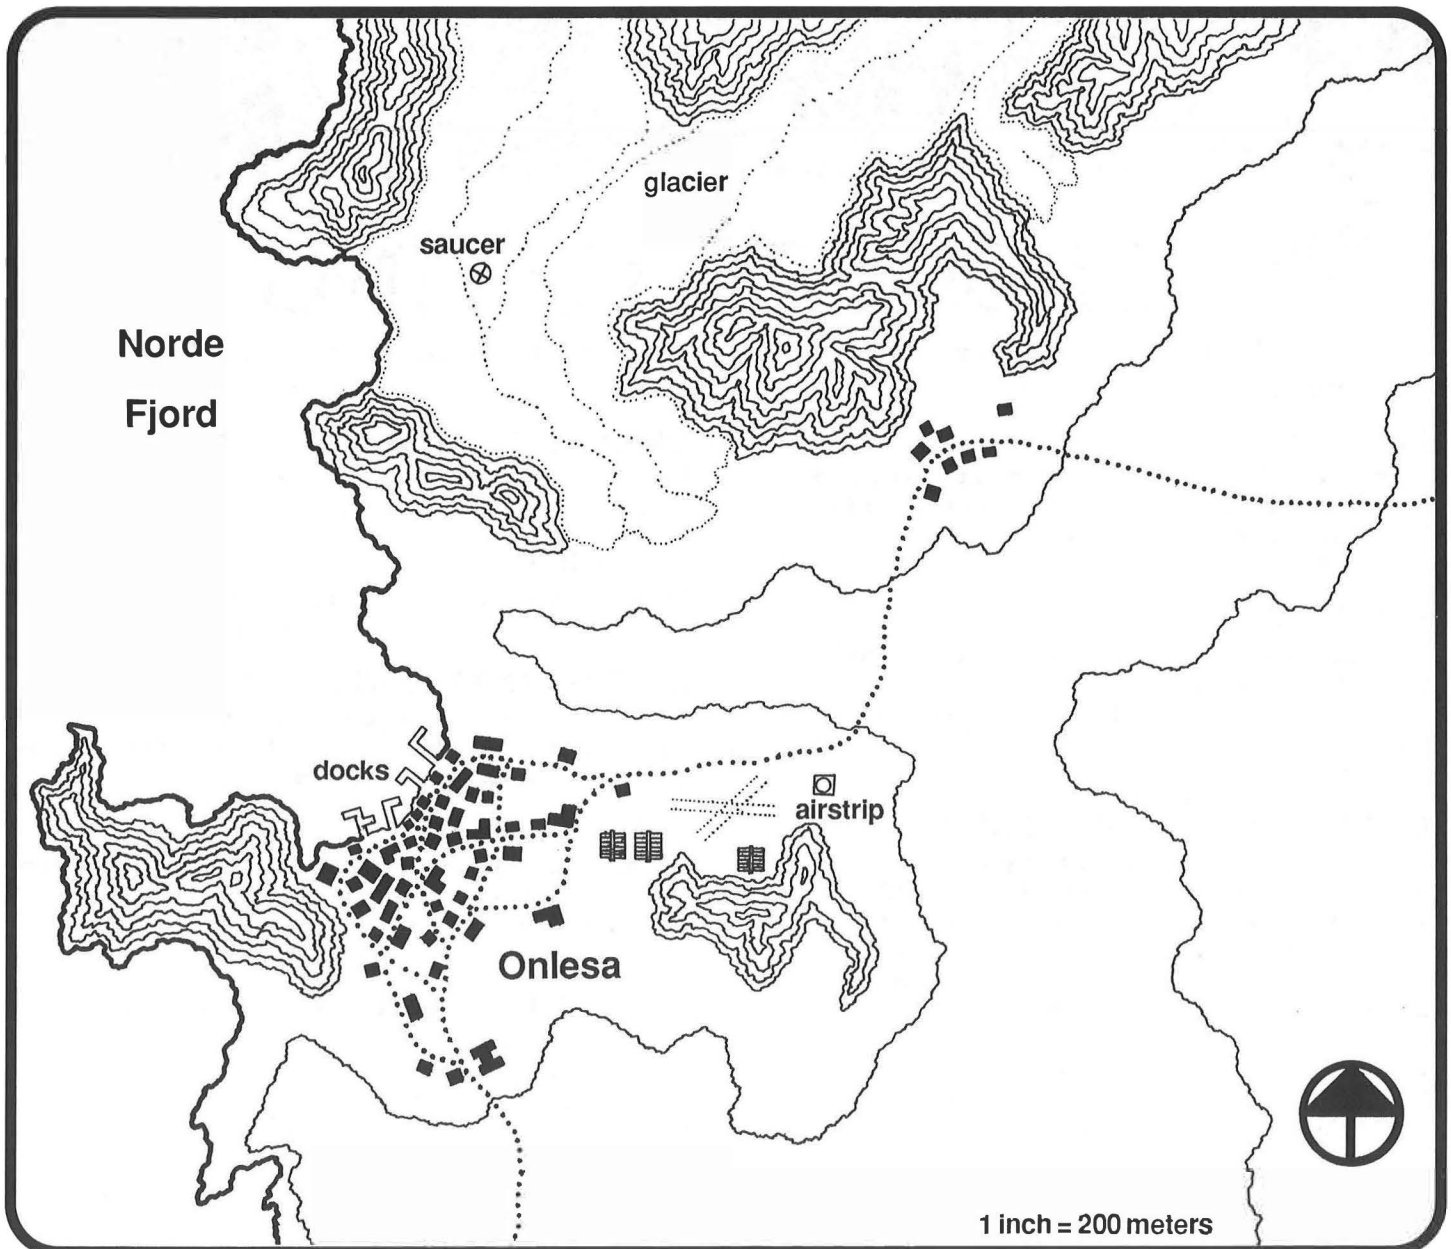 glacier
saucer
Norde
Fjord
docks
airstrip
Onlesa
1 inch = 200 meters